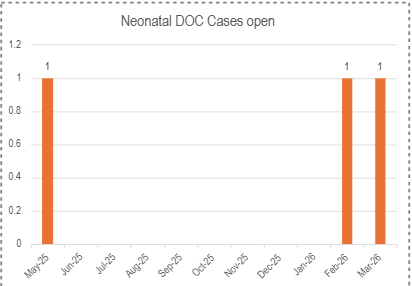 Neonatal DOC Cases open
1.2
1
0.8
0.6
0.4
0.2
0
1
1
1
May-25
Jun-25
Jul-25
Aug-25
Sep-25
Oct-25
Nov-25
Dec-25
Jan-26
Feb-26
Mar-26